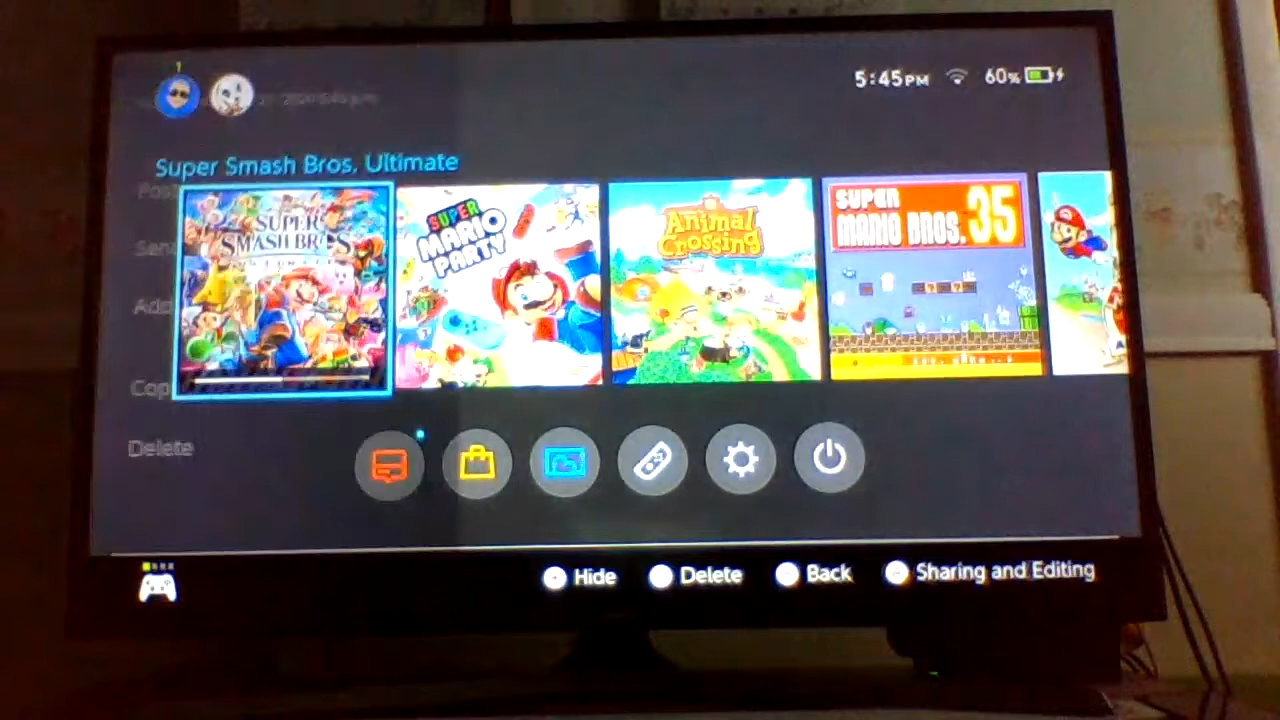 1
5:45PM
60%
Super Smash Bros. Ultimate
SUPER
SMASH BROS
SUPER
MARIO
PARTY
Animal
Crossing
SUPER
MARIO BROS. 35
Delete
Hide
Delete
Back
Sharing and Editing